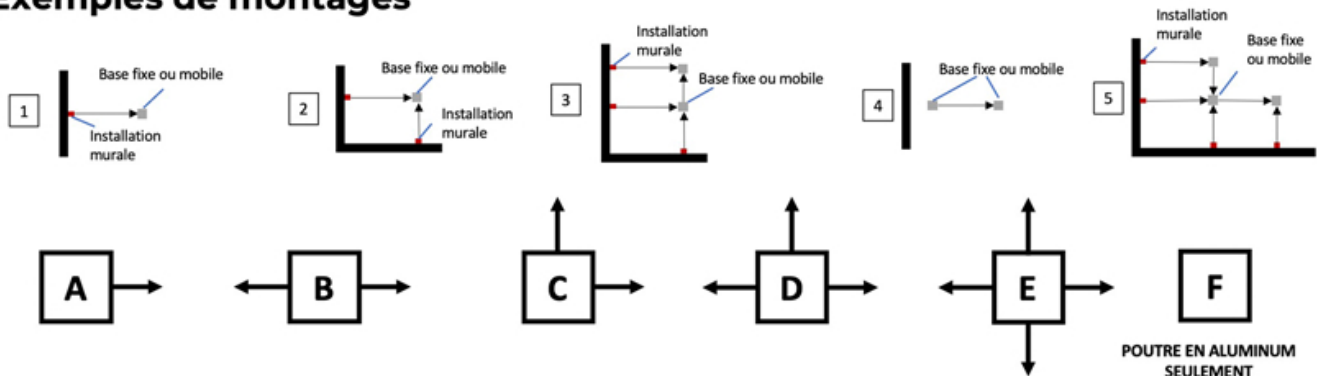 Exemples de montages
1
Base fixe ou mobile
Installation
murale
2
Base fixe ou mobile
Installation
murale
3
Installation
murale
Base fixe ou mobile
4
Base fixe ou mobile
5
Installation
murale
Base fixe
ou mobile
A
B
C
D
E
F
POUTRE EN ALUMINUM
SEULEMENT